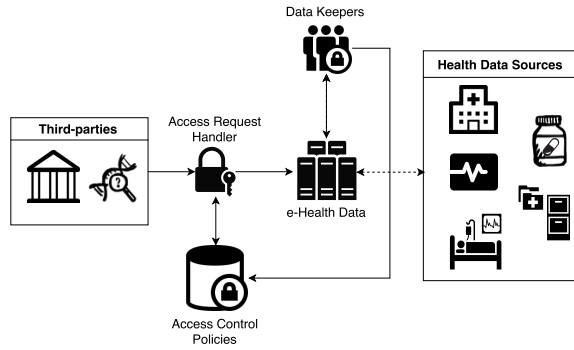 Data Keepers
Health Data Sources
Access Request
Handler
Third-parties
?
e-Health Data
Access Control
Policies